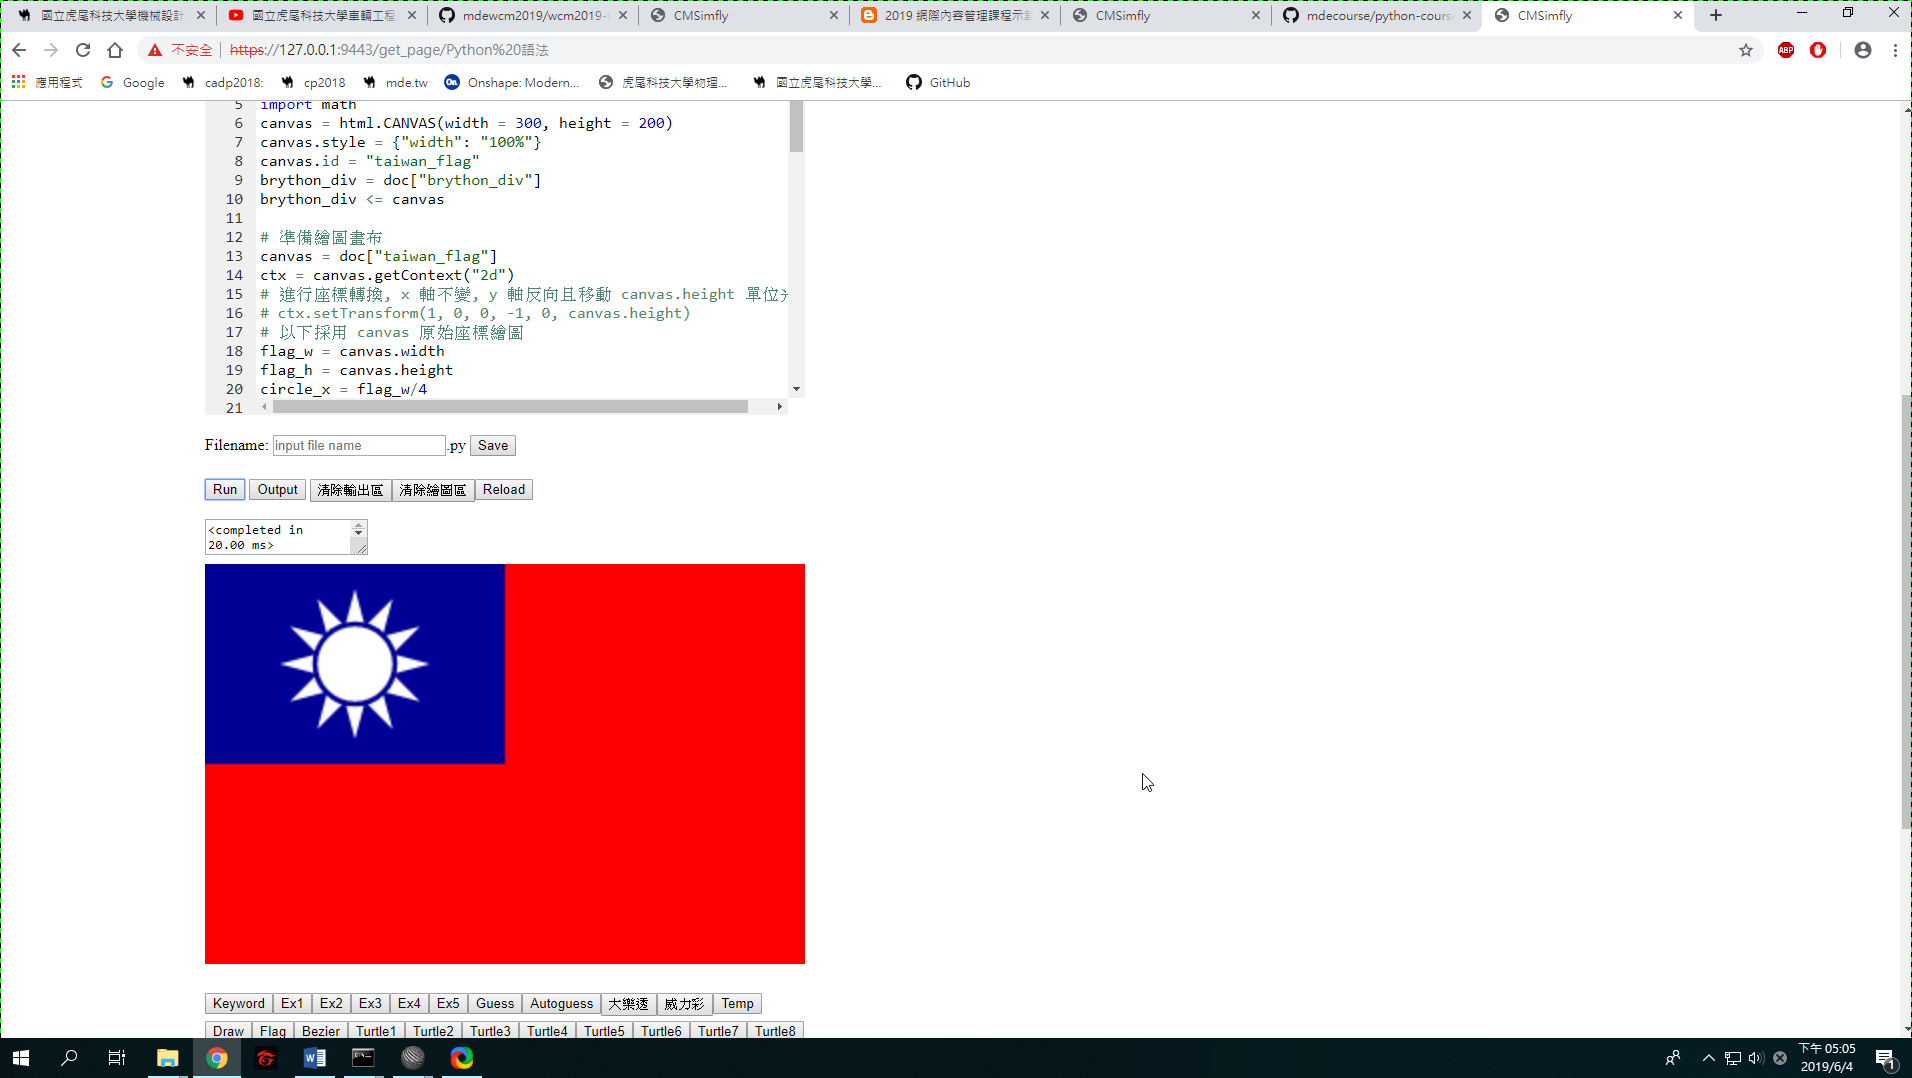 國立虎尾科技大學機械設計
國立虎尾科技大學車輛工程
mdewcm2019/wcm2019-
CMSimfly
2019 網際內容管理課程示範
CMSimfly
mdecourse/python-cours
CMSimfly
不安全 https://127.0.0.1:9443/get_page/Python%20語法
ABP
應用程式 Google cadp2018: cp2018 mde.tw On Onshape: Modern... 虎尾科技大學物理... 國立虎尾科技大學... GitHub
5 import math
6 canvas = html.CANVAS(width = 300, height = 200)
7 canvas.style = {"width": "100%"}
8 canvas.id = "taiwan_flag"
9 brython_div = doc["brython_div"]
10 brython_div <= canvas
11
12 # 準備繪圖畫布
13 canvas = doc["taiwan_flag"]
14 ctx = canvas.getContext("2d")
15 # 進行座標轉換, x 軸不變, y 軸反向且移動 canvas.height 單位
16 # ctx.setTransform(1, 0, 0, -1, 0, canvas.height)
17 # 以下採用 canvas 原始座標繪圖
18 flag_w = canvas.width
19 flag_h = canvas.height
20 circle_x = flag_w/4
21
Filename: input file name .py Save
Run Output 清除輸出區 清除繪圖區 Reload
<completed in
20.00 ms>
Keyword Ex1 Ex2 Ex3 Ex4 Ex5 Guess Autoguess 大樂透 威力彩 Temp
Draw Flag Bezier Turtle1 Turtle2 Turtle3 Turtle4 Turtle5 Turtle6 Turtle7 Turtle8
下午 05:05
2019/6/4
1